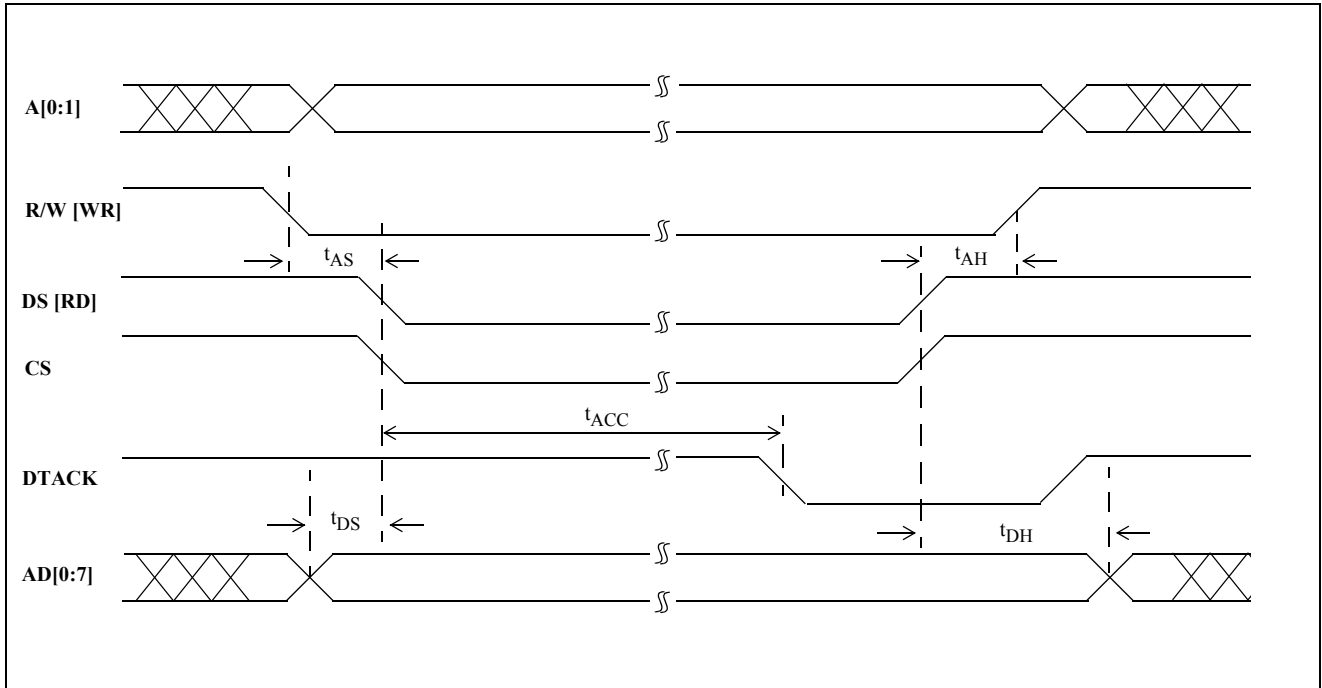 A[0:1]
R/W [WR]
tAS
tAH
DS [RD]
CS
tACC
DTACK
tDS
tDH
AD[0:7]